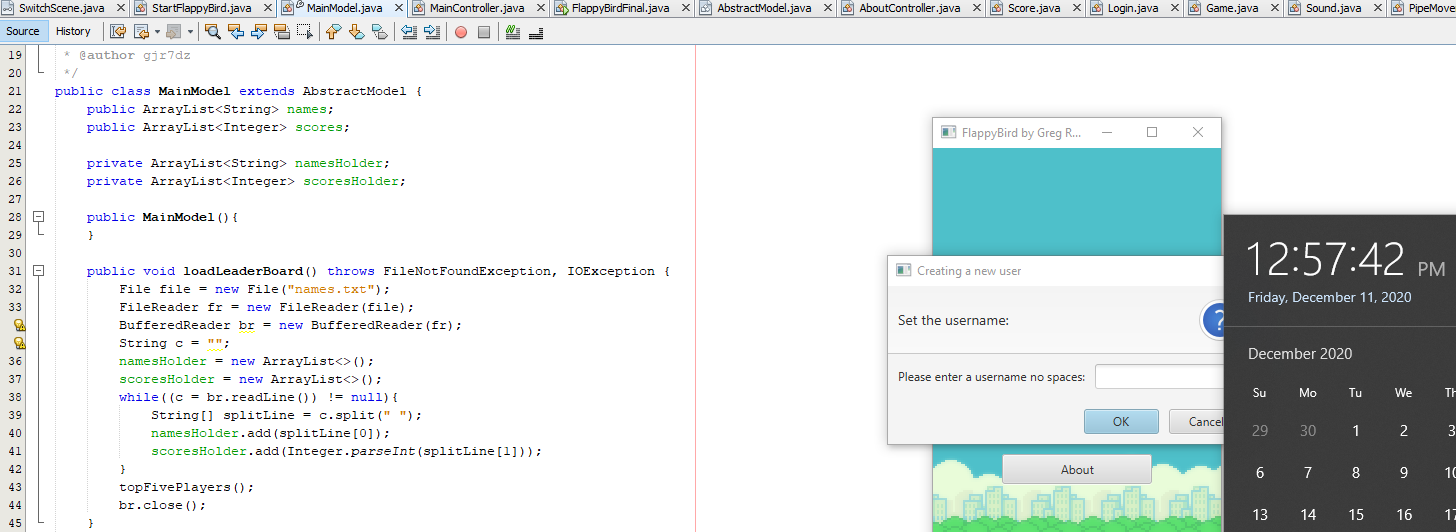 SwitchScene.java StartFlappyBird.java MainModel.java MainController.java FlappyBirdFinal.java AbstractModel.java AboutController.java Score.java Login.java Game.java Sound.java
Source History
19 * @author gjr7dz
20 */
21 public class MainModel extends AbstractModel {
22 public ArrayList<String> names;
23 public ArrayList<Integer> scores;
24
25 private ArrayList<String> namesHolder;
26 private ArrayList<Integer> scoresHolder;
27
28 public MainModel(){
29 }
30
31 public void loadLeaderBoard() throws FileNotFoundException, IOException {
32 File file = new File("names.txt");
33 FileReader fr = new FileReader(file);
BufferedReader br = new BufferedReader(fr);
String c = "";
36 namesHolder = new ArrayList<>();
37 scoresHolder = new ArrayList<>();
38 while((c = br.readLine()) != null){
39 String[] splitLine = c.split(" ");
40 namesHolder.add(splitLine[0]);
41 scoresHolder.add(Integer.parseInt(splitLine[1]));
42 }
43 topFivePlayers();
44 br.close();
45 }
FlappyBird by Greg R...
Creating a new user
Set the username:
?
Please enter a username no spaces:
OK Cancel
About
12:57:42 PM
Friday, December 11, 2020
December 2020
Su Mo Tu We
29 30 1 2 3
6 7 8 9 10
13 14 15 16 17